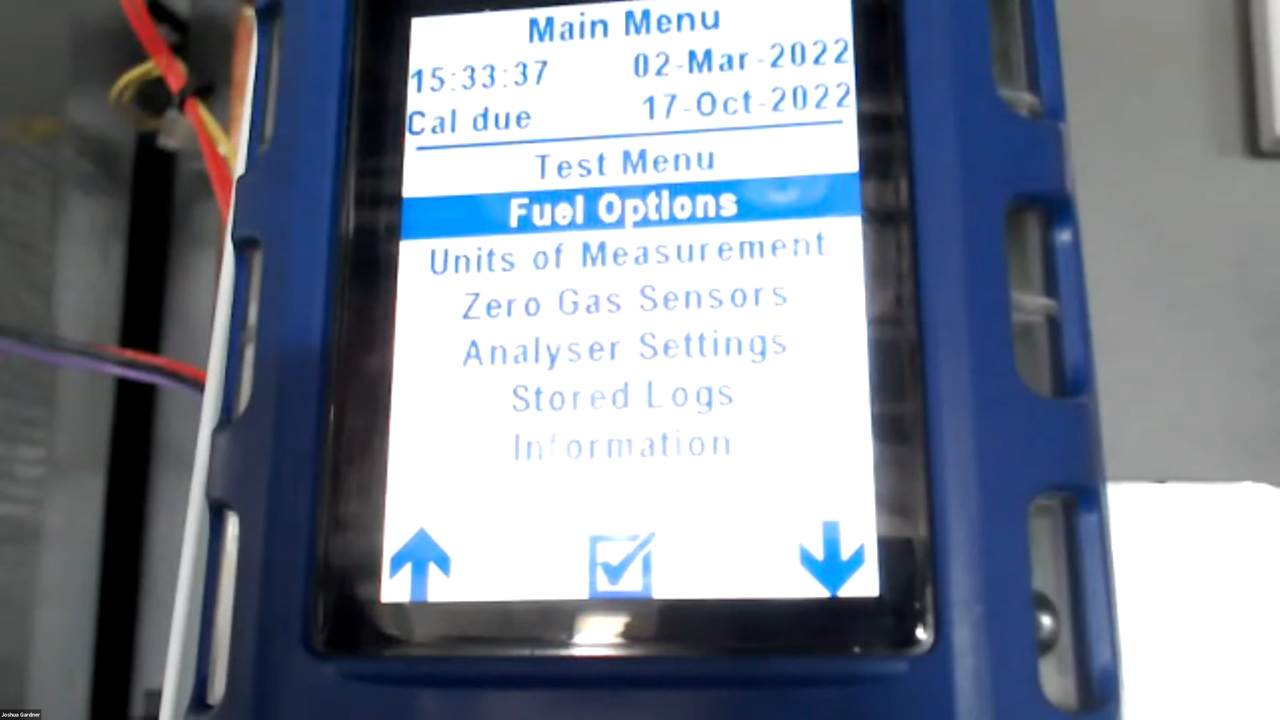 Main Menu
15:33:37 02-Mar-2022
Cal due 17-Oct-2022
Test Menu
Fuel Options
Units of Measurement
Zero Gas Sensors
Analyser Settings
Stored Logs
Information
Joshua Gardner